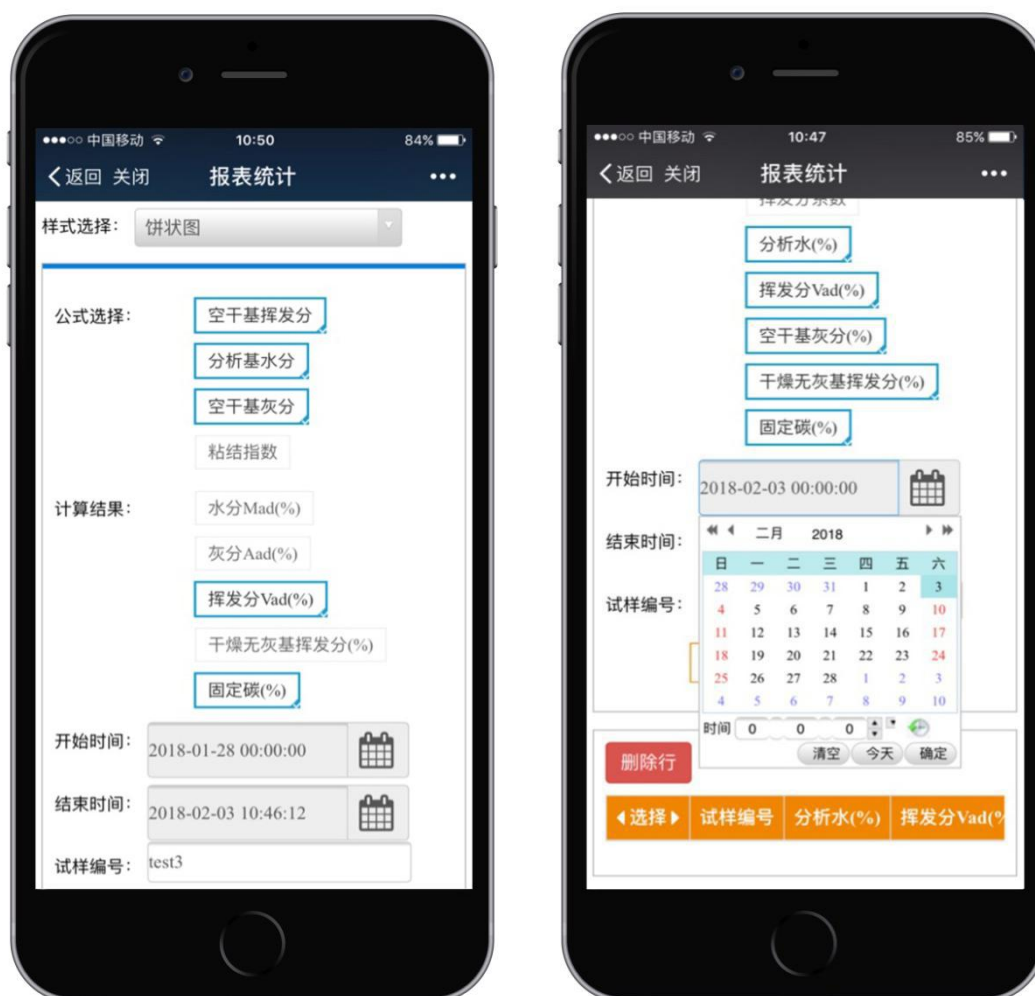 中国移动 10:50 84%
返回 关闭 报表统计
样式选择: 饼状图
公式选择: 空干基挥发分
分析基水分
空干基灰分
粘结指数
计算结果: 水分Mad(%)
灰分Aad(%)
挥发分Vad(%)
干燥无灰基挥发分(%)
固定碳(%)
开始时间: 2018-01-28 00:00:00
结束时间: 2018-02-03 10:46:12
试样编号: test3
中国移动 10:47 85%
返回 关闭 报表统计
挥发分系数
分析水(%)
挥发分Vad(%)
空干基灰分(%)
干燥无灰基挥发分(%)
固定碳(%)
开始时间: 2018-02-03 00:00:00
二月 2018
结束时间:
日 一 二 三 四 五 六
28 29 30 31 1 2 3
试样编号:
4 5 6 7 8 9 10
11 12 13 14 15 16 17
18 19 20 21 22 23 24
25 26 27 28 1 2 3
4 5 6 7 8 9 10
时间 0 0 0
清空 今天 确定
删除行
选择 试样编号 分析水(%) 挥发分Vad(%